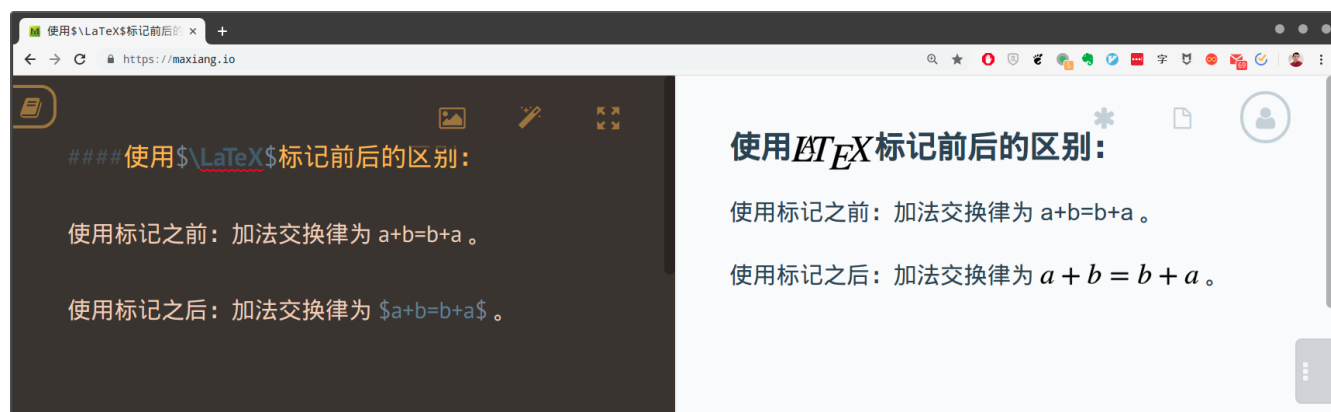 使用$\LaTeX$标记前后的
https://maxiang.io
字
69
####使用$\LaTeX$标记前后的区别：
使用标记之前：加法交换律为 a+b=b+a 。
使用标记之后：加法交换律为 $a+b=b+a$ 。
使用LATEX标记前后的区别：
使用标记之前：加法交换律为 a+b=b+a 。
使用标记之后：加法交换律为 a + b = b + a 。